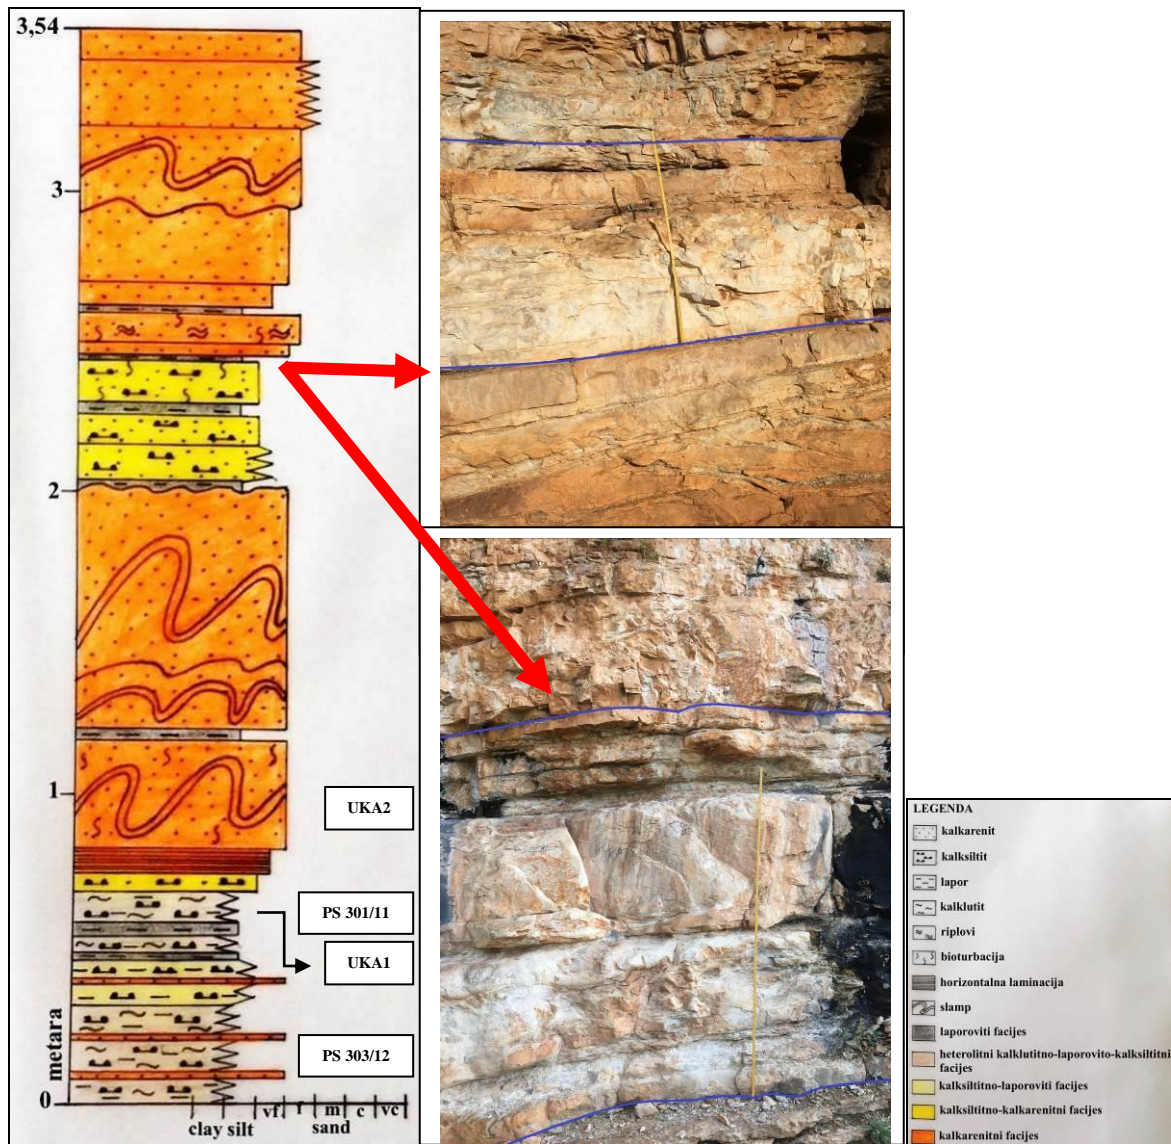 3,54
3
2
1
0
metara
UKA2
PS 301/11
UKA1
PS 303/12
vf f m c vc
clay silt sand
LEGENDA
kalkarenit
kalksiltit
lapor
kalklutit
riplovi
bioturbacija
horizontalna laminacija
slamp
laporoviti facijes
heterolitni kalklutitno-laporovito-kalksiltitni
facijes
kalksiltitno-laporoviti facijes
kalksiltitno-kalkarenitni facijes
kalkarenitni facijes